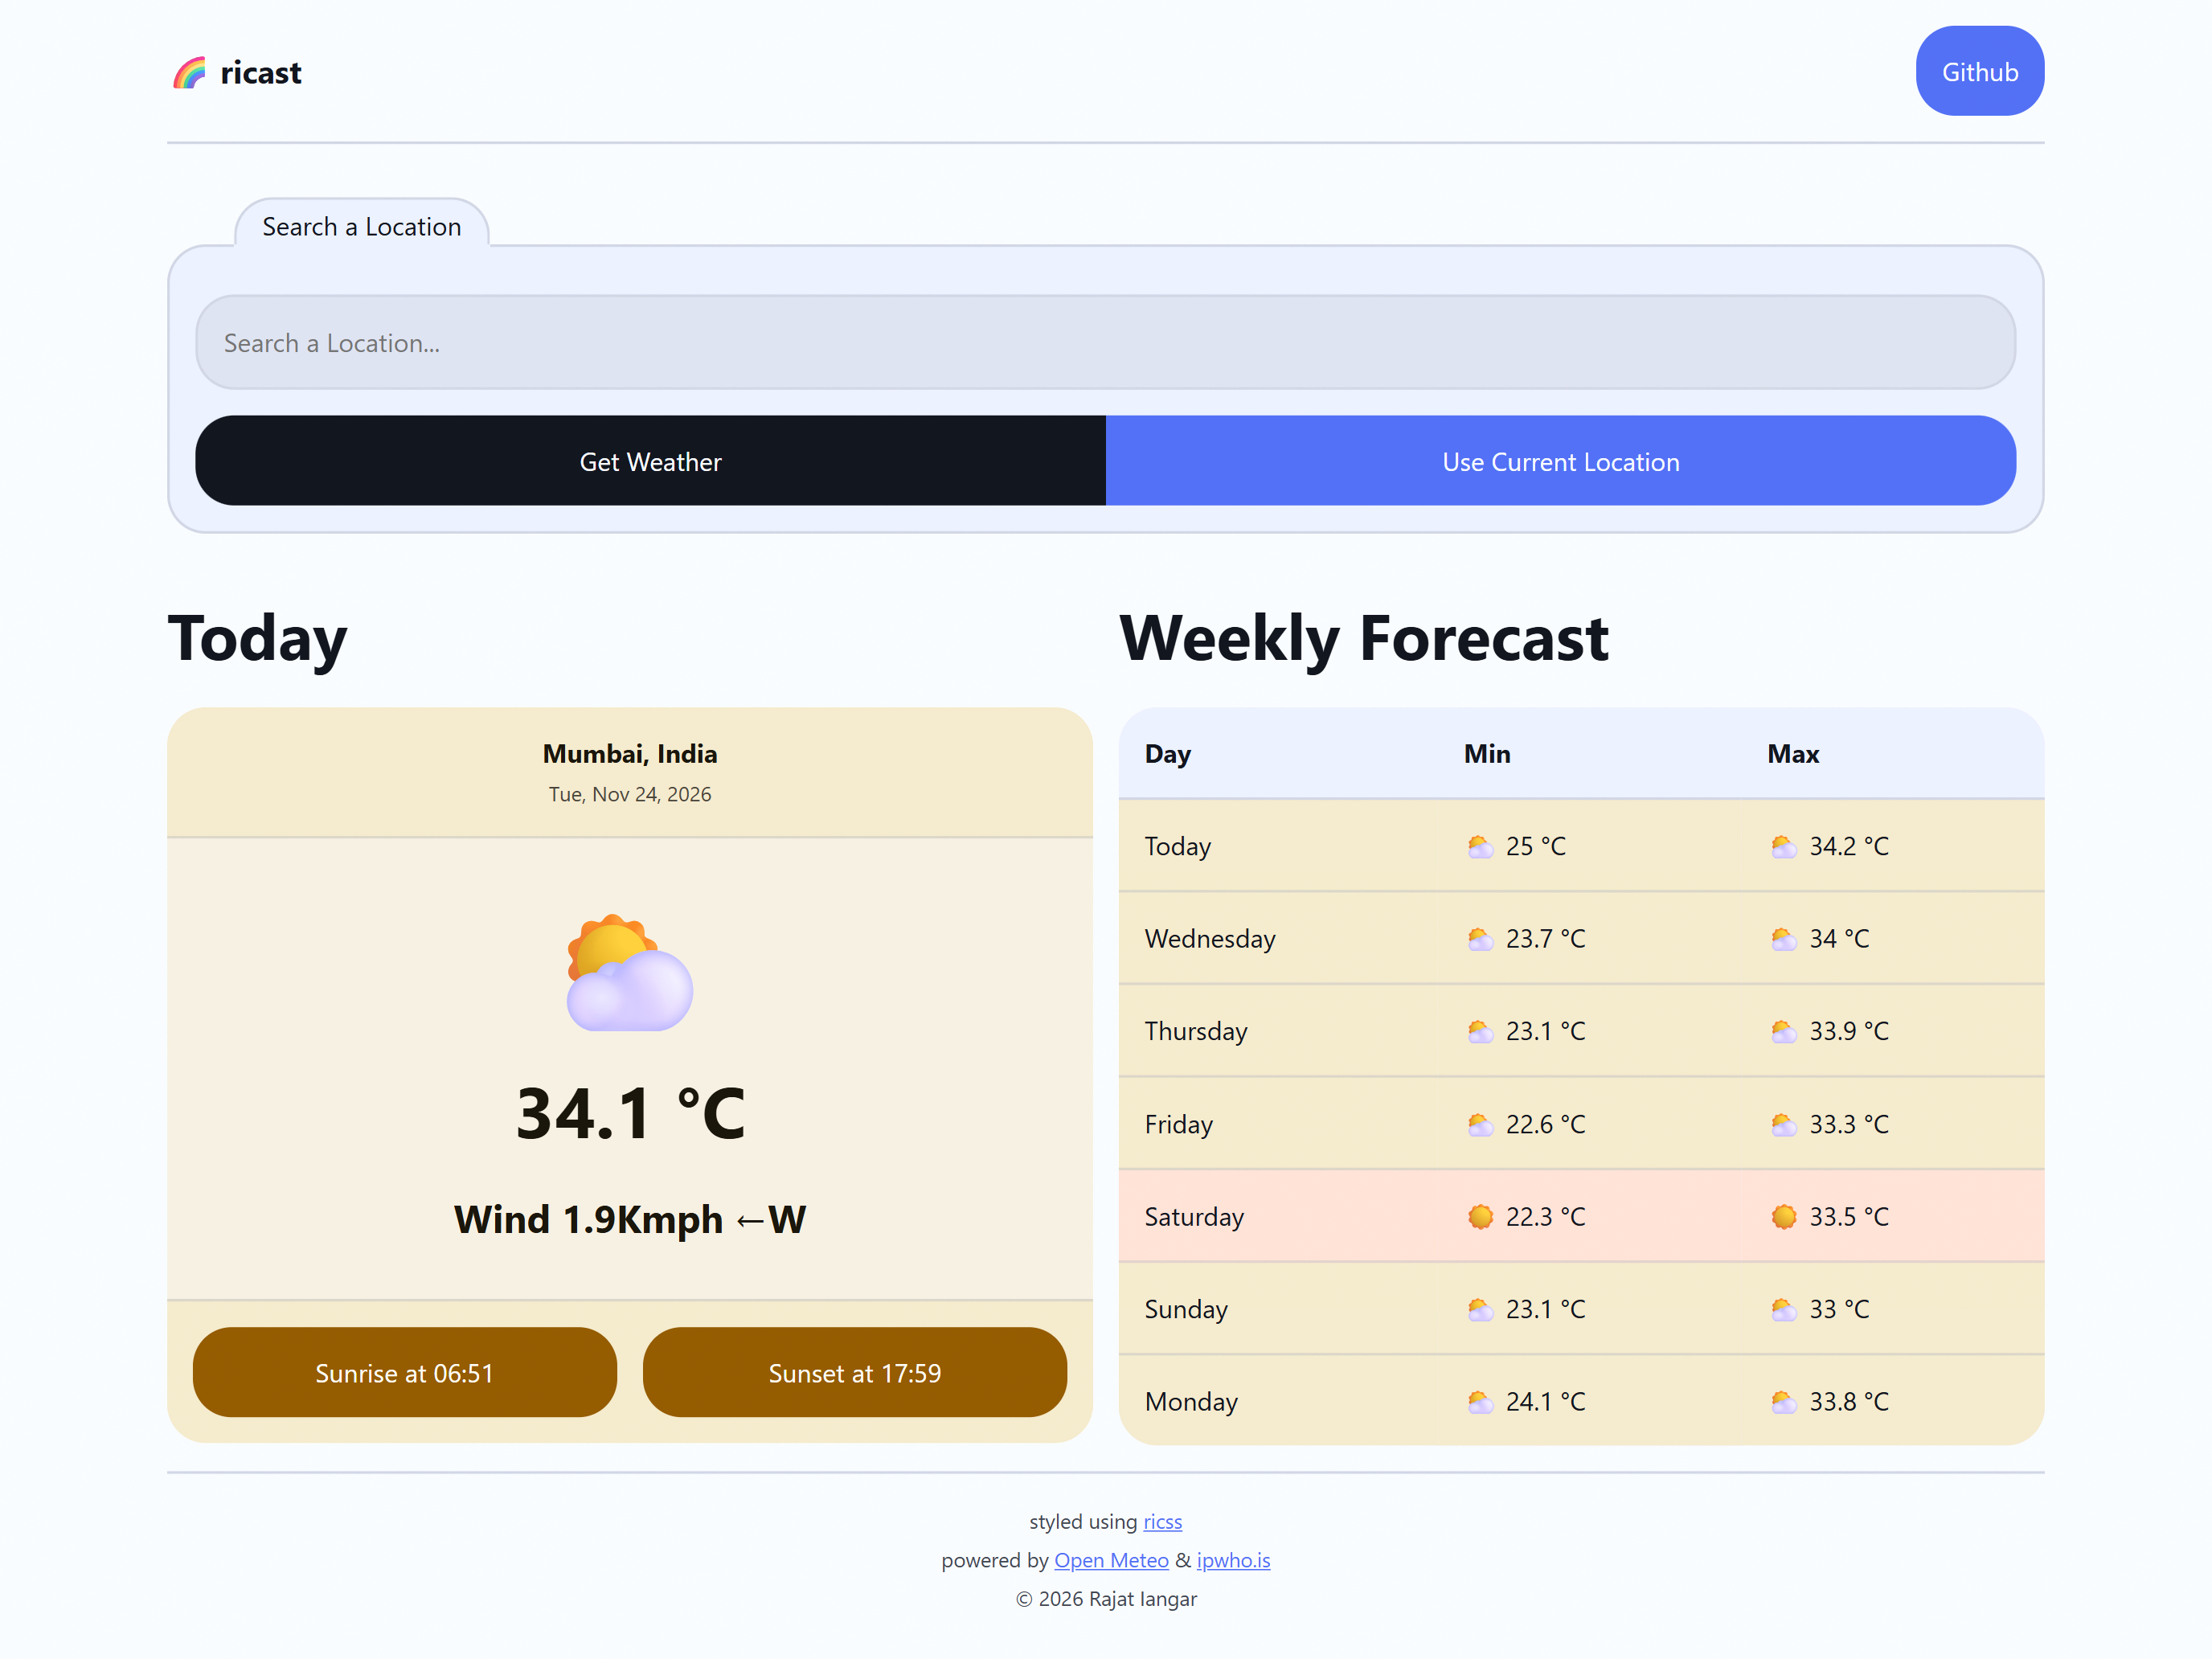 ricast
Github
Search a Location
Search a Location...
Get Weather
Use Current Location
Today
Mumbai, India
Tue, Nov 24, 2026
34.1 °C
Wind 1.9Kmph ←W
Sunrise at 06:51
Sunset at 17:59
Weekly Forecast
Day Min Max
Today 25 °C 34.2 °C
Wednesday 23.7 °C 34 °C
Thursday 23.1 °C 33.9 °C
Friday 22.6 °C 33.3 °C
Saturday 22.3 °C 33.5 °C
Sunday 23.1 °C 33 °C
Monday 24.1 °C 33.8 °C
styled using ricss
powered by Open Meteo & ipwho.is
© 2026 Rajat Iangar